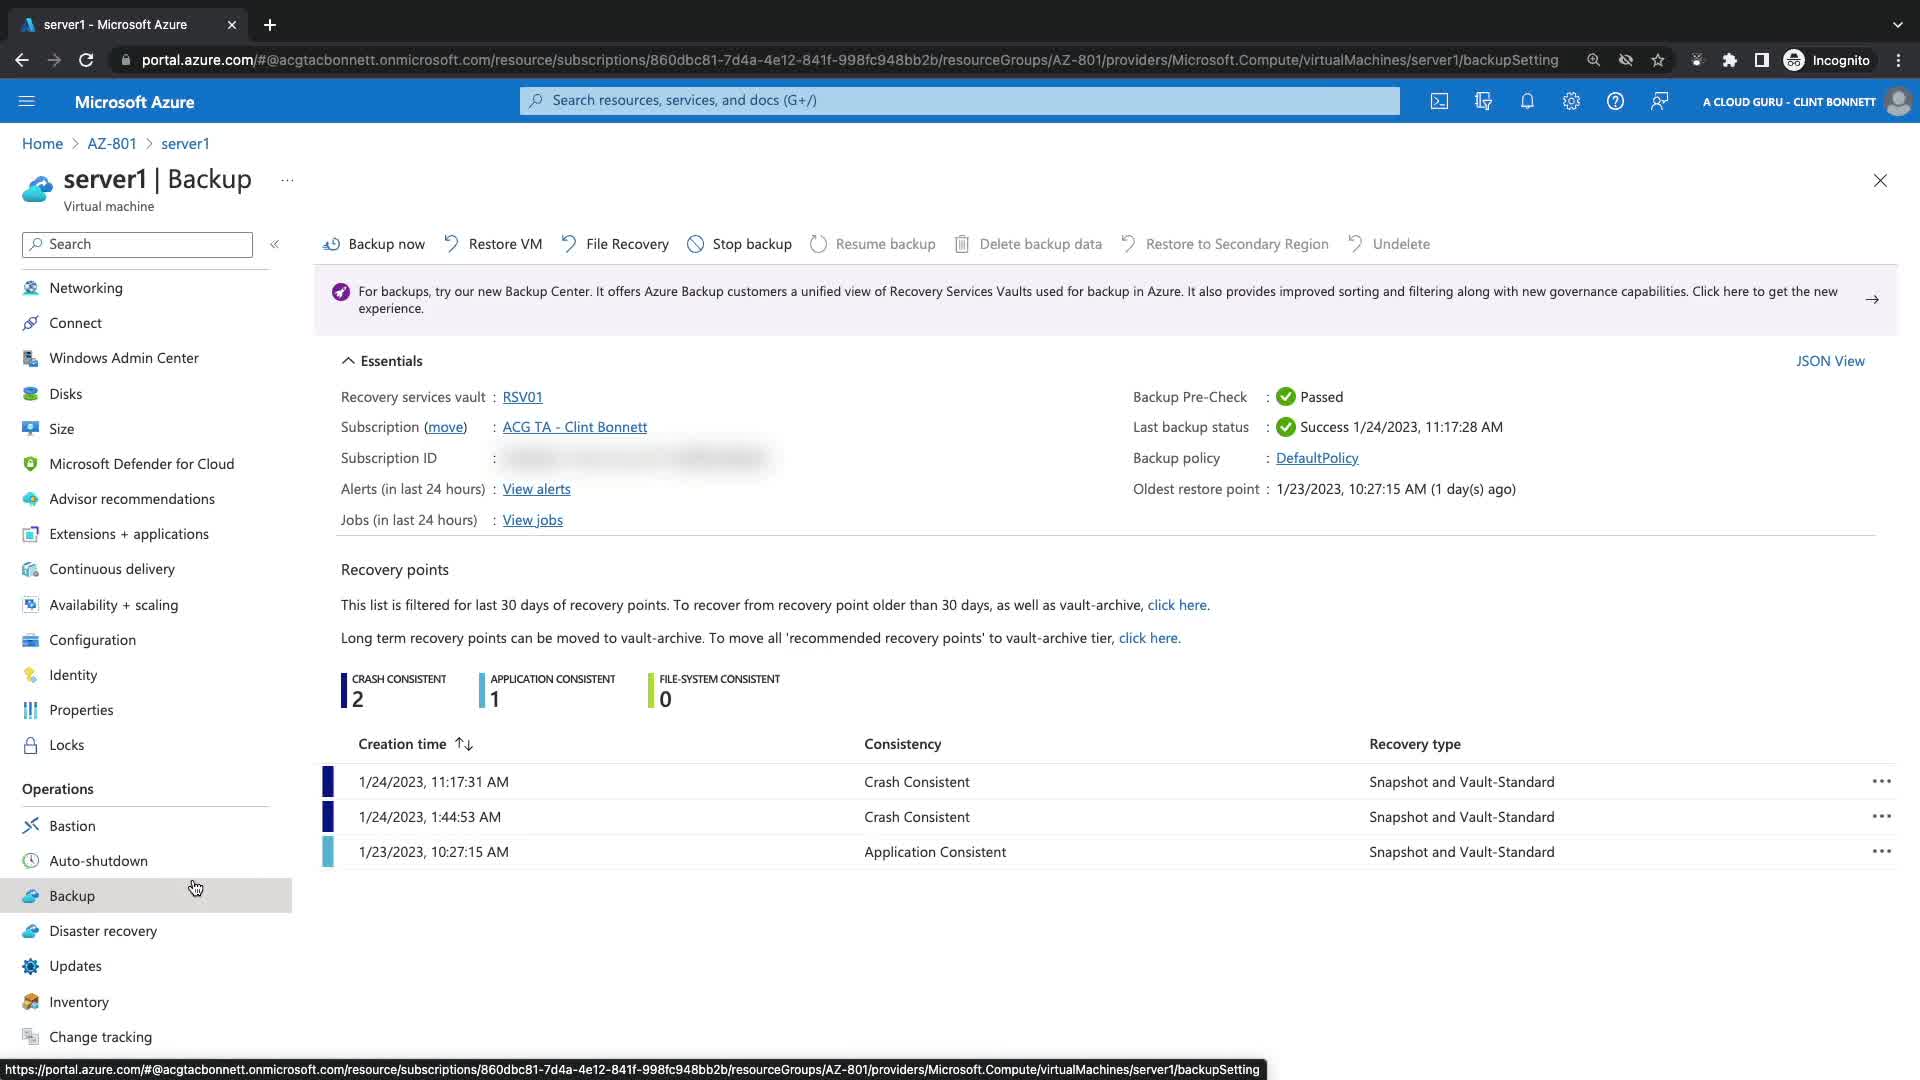 server1 - Microsoft Azure
portal.azure.com/#@acgtacbonnett.onmicrosoft.com/resource/subscriptions/860dbc81-7d4a-4e12-841f-998fc948bb2b/resourceGroups/AZ-801/providers/Microsoft.Compute/virtualMachines/server1/backupSetting
Incognito
Microsoft Azure
Search resources, services, and docs (G+/)
A CLOUD GURU - CLINT BONNETT
Home > AZ-801 > server1
server1 | Backup ...
Virtual machine
Search
«
Networking
Connect
Windows Admin Center
Disks
Size
Microsoft Defender for Cloud
Advisor recommendations
Extensions + applications
Continuous delivery
Availability + scaling
Configuration
Identity
Properties
Locks
Operations
Bastion
Auto-shutdown
Backup
Disaster recovery
Updates
Inventory
Change tracking
Backup now Restore VM File Recovery Stop backup Resume backup Delete backup data Restore to Secondary Region Undelete
For backups, try our new Backup Center. It offers Azure Backup customers a unified view of Recovery Services Vaults used for backup in Azure. It also provides improved sorting and filtering along with new governance capabilities. Click here to get the new
experience.
Essentials
JSON View
Recovery services vault : RSV01
Subscription (move) : ACG TA - Clint Bonnett
Subscription ID :
Alerts (in last 24 hours) : View alerts
Jobs (in last 24 hours) : View jobs
Backup Pre-Check : Passed
Last backup status : Success 1/24/2023, 11:17:28 AM
Backup policy : DefaultPolicy
Oldest restore point : 1/23/2023, 10:27:15 AM (1 day(s) ago)
Recovery points
This list is filtered for last 30 days of recovery points. To recover from recovery point older than 30 days, as well as vault-archive, click here.
Long term recovery points can be moved to vault-archive. To move all 'recommended recovery points' to vault-archive tier, click here.
CRASH CONSISTENT
2
APPLICATION CONSISTENT
1
FILE-SYSTEM CONSISTENT
0
Creation time Consistency Recovery type
1/24/2023, 11:17:31 AM Crash Consistent Snapshot and Vault-Standard
1/24/2023, 1:44:53 AM Crash Consistent Snapshot and Vault-Standard
1/23/2023, 10:27:15 AM Application Consistent Snapshot and Vault-Standard
https://portal.azure.com/#@acgtacbonnett.onmicrosoft.com/resource/subscriptions/860dbc81-7d4a-4e12-841f-998fc948bb2b/resourceGroups/AZ-801/providers/Microsoft.Compute/virtualMachines/server1/backupSetting